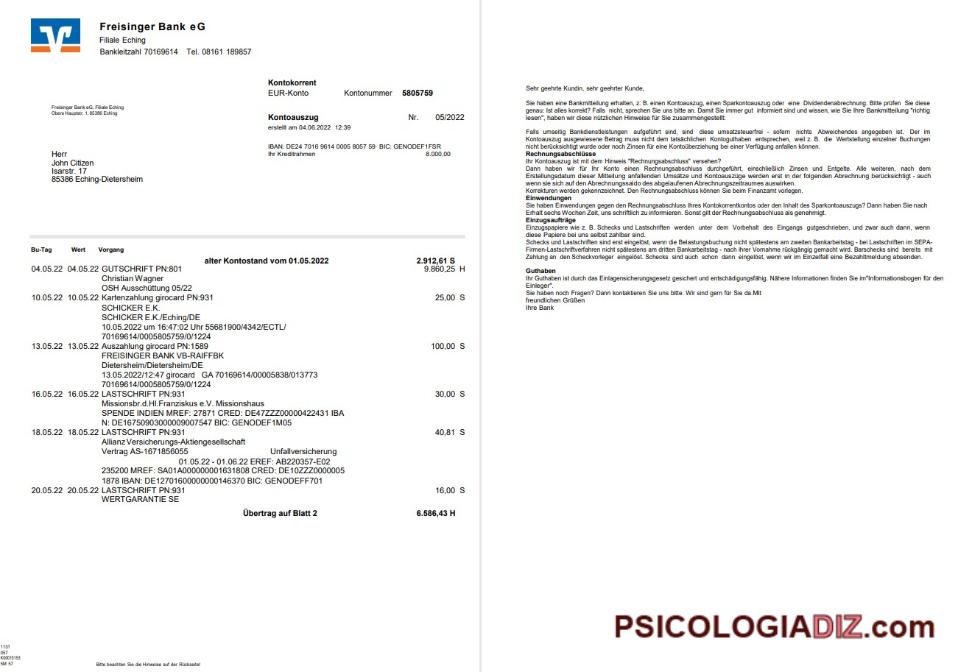 Freisinger Bank eG
Filiale Eching
Bankleitzahl 70169614 Tel. 08161 189857
Kontokorrent
EUR-Konto Kontonummer 5805759
Freisinger Bank eG, Filiale Eching
Obere Hauptstr. 1, 85386 Eching
Kontoauszug Nr. 05/2022
erstellt am 04.06.2022 12:39
IBAN: DE24 7016 9614 0005 8057 59 BIC: GENODEF1FSR
Ihr Kreditrahmen 8.000,00
Herr
John Citizen
Isarstr. 17
85386 Eching-Dietersheim
Bu-Tag Wert Vorgang
alter Kontostand vom 01.05.2022 2.912,61 S
04.05.22 04.05.22 GUTSCHRIFT PN:801 9.860,25 H
Christian Wagner
OSH Ausschüttung 05/22
10.05.22 10.05.22 Kartenzahlung girocard PN:931 25,00 S
SCHICKER E.K.
SCHICKER E.K./Eching/DE
10.05.2022 um 16:47:02 Uhr 55681900/4342/ECTL/
70169614/0005805759/0/1224
13.05.22 13.05.22 Auszahlung girocard PN:1589 100,00 S
FREISINGER BANK VB-RAIFFBK
Dietersheim/Dietersheim/DE
13.05.2022/12:47 girocard GA 70169614/00005838/013773
70169614/0005805759/0/1224
16.05.22 16.05.22 LASTSCHRIFT PN:931 30,00 S
Missionsbr.d.Hl.Franziskus e.V. Missionshaus
SPENDE INDIEN MREF: 27871 CRED: DE47ZZZ00000422431 IBA
N: DE16750903000009007547 BIC: GENODEF1M05
18.05.22 18.05.22 LASTSCHRIFT PN:931 40,81 S
Allianz Versicherungs-Aktiengesellschaft
Vertrag AS-1671856055 Unfallversicherung
01.05.22 - 01.06.22 EREF: AB220357-E02
235200 MREF: SA01A000000001631808 CRED: DE10ZZZ0000005
1878 IBAN: DE12701600000000146370 BIC: GENODEFF701
20.05.22 20.05.22 LASTSCHRIFT PN:931 16,00 S
WERTGARANTIE SE
Übertrag auf Blatt 2 6.586,43 H
Bitte beachten Sie die Hinweise auf der Rückseite!
Sehr geehrte Kundin, sehr geehrter Kunde,
Sie haben eine Bankmitteilung erhalten, z. B. einen Kontoauszug, einen Sparkontoauszug oder eine Dividendenabrechnung. Bitte prüfen Sie diese
genau: Ist alles korrekt? Falls nicht, sprechen Sie uns bitte an. Damit Sie immer gut informiert sind und wissen, wie Sie Ihre Bankmitteilung "richtig
lesen", haben wir diese nützlichen Hinweise für Sie zusammengestellt:
Falls umseitig Bankdienstleistungen aufgeführt sind, sind diese umsatzsteuerfrei - sofern nichts Abweichendes angegeben ist. Der im
Kontoauszug ausgewiesene Betrag muss nicht dem tatsächlichen Kontoguthaben entsprechen, weil z. B. die Wertstellung einzelner Buchungen
nicht berücksichtigt wurde oder noch Zinsen für eine Kontoüberziehung bei einer Verfügung anfallen können.
Rechnungsabschlüsse
Ihr Kontoauszug ist mit dem Hinweis "Rechnungsabschluss" versehen?
Dann haben wir für Ihr Konto einen Rechnungsabschluss durchgeführt, einschließlich Zinsen und Entgelte. Alle weiteren, nach dem
Erstellungsdatum dieser Mitteilung anfallenden Umsätze und Kontoauszüge werden erst in der folgenden Abrechnung berücksichtigt - auch
wenn sie sich auf den Abrechnungssaldo des abgelaufenen Abrechnungszeitraumes auswirken.
Korrekturen werden gekennzeichnet. Den Rechnungsabschluss können Sie beim Finanzamt vorlegen.
Einwendungen
Sie haben Einwendungen gegen den Rechnungsabschluss Ihres Kontokorrentkontos oder den Inhalt des Sparkontoauszugs? Dann haben Sie nach
Erhalt sechs Wochen Zeit, uns schriftlich zu informieren. Sonst gilt der Rechnungsabschluss als genehmigt.
Einzugsaufträge
Einzugspapiere wie z. B. Schecks und Lastschriften werden unter dem Vorbehalt des Eingangs gutgeschrieben, und zwar auch dann, wenn
diese Papiere bei uns selbst zahlbar sind.
Schecks und Lastschriften sind erst eingelöst, wenn die Belastungsbuchung nicht spätestens am zweiten Bankarbeitstag - bei Lastschriften im SEPA-
Firmen-Lastschriftverfahren nicht spätestens am dritten Bankarbeitstag - nach ihrer Vornahme rückgängig gemacht wird. Barschecks sind bereits mit
Zahlung an den Scheckvorleger eingelöst. Schecks sind auch schon dann eingelöst, wenn wir im Einzelfall eine Bezahltmeldung absenden.
Guthaben
Ihr Guthaben ist durch das Einlagensicherungsgesetz gesichert und entschädigungsfähig. Nähere Informationen finden Sie im"Informationsbogen für den
Einleger".
Sie haben noch Fragen? Dann kontaktieren Sie uns bitte. Wir sind gern für Sie da.Mit
freundlichen Grüßen
Ihre Bank
PSICOLOGIADIZ.com